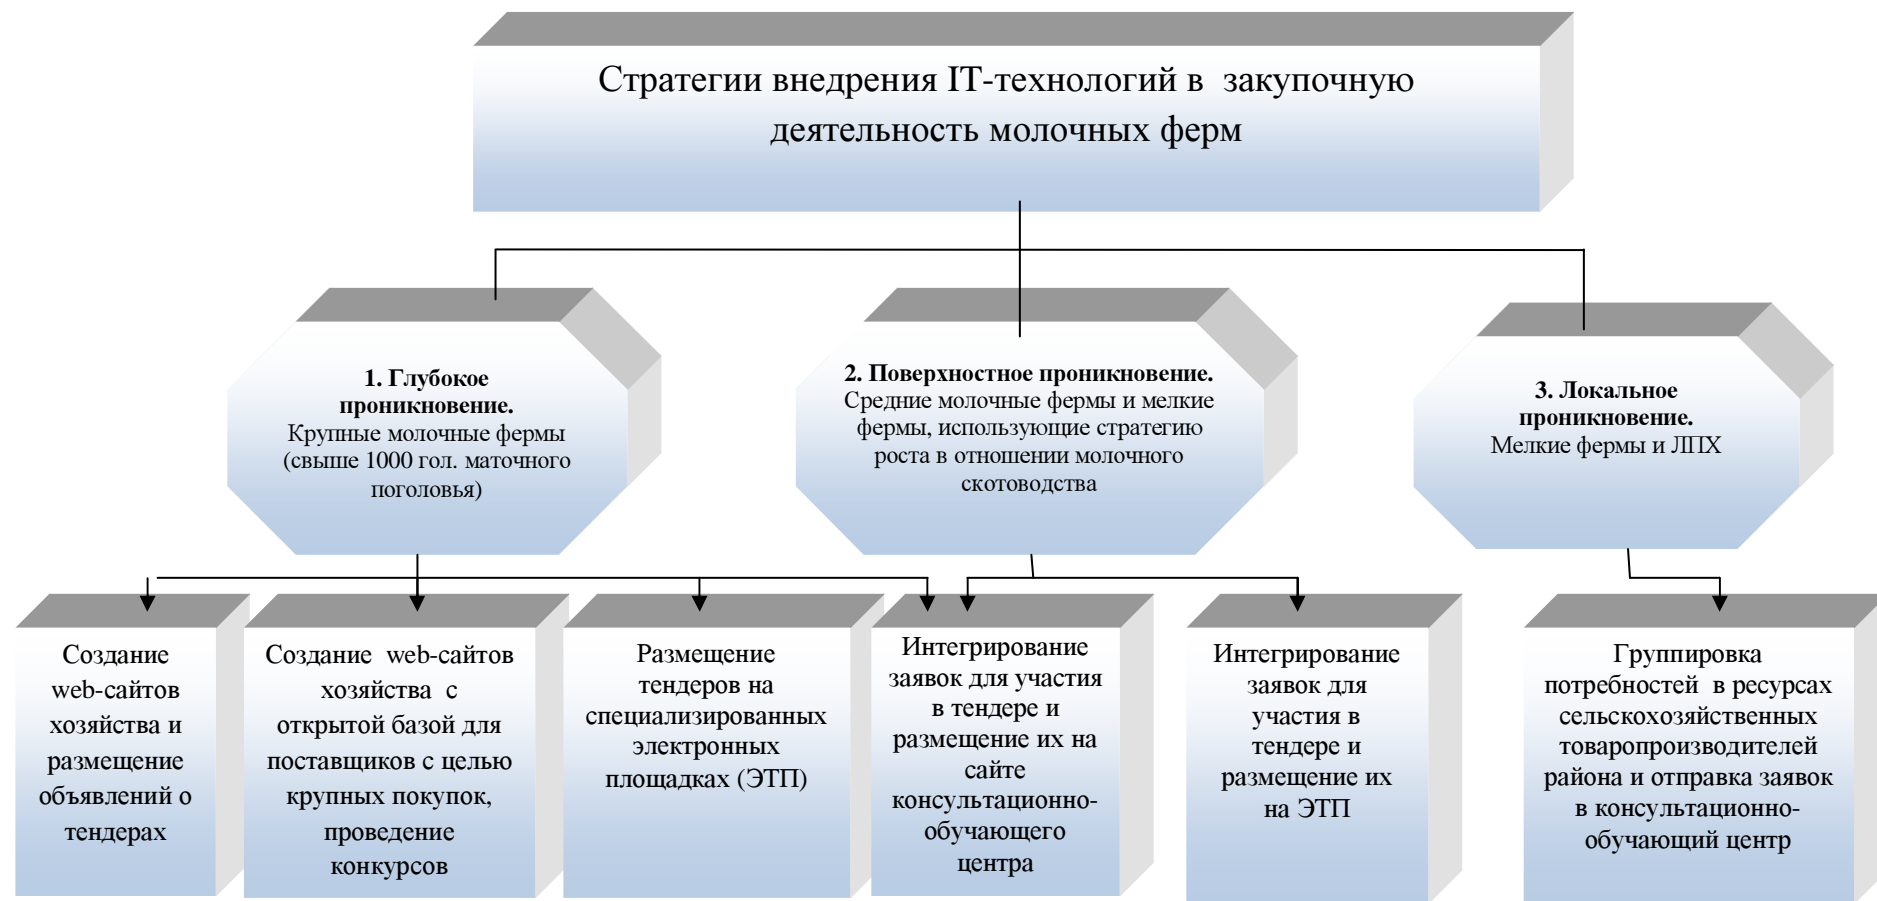 Стратегии внедрения IT-технологий в закупочную
деятельность молочных ферм
1. Глубокое
проникновение.
Крупные молочные фермы
(свыше 1000 гол. маточного
поголовья)
2. Поверхностное проникновение.
Средние молочные фермы и мелкие
фермы, использующие стратегию
роста в отношении молочного
скотоводства
3. Локальное
проникновение.
Мелкие фермы и ЛПХ
Создание
web-сайтов
хозяйства и
размещение
объявлений о
тендерах
Создание web-сайтов
хозяйства с
открытой базой для
поставщиков с целью
крупных покупок,
проведение
конкурсов
Размещение
тендеров на
специализированных
электронных
площадках (ЭТП)
Интегрирование
заявок для участия
в тендере и
размещение их на
сайте
консультационно-
обучающего
центра
Интегрирование
заявок для
участия в
тендере и
размещение их
на ЭТП
Группировка
потребностей в ресурсах
сельскохозяйственных
товаропроизводителей
района и отправка заявок
в консультационно-
обучающий центр